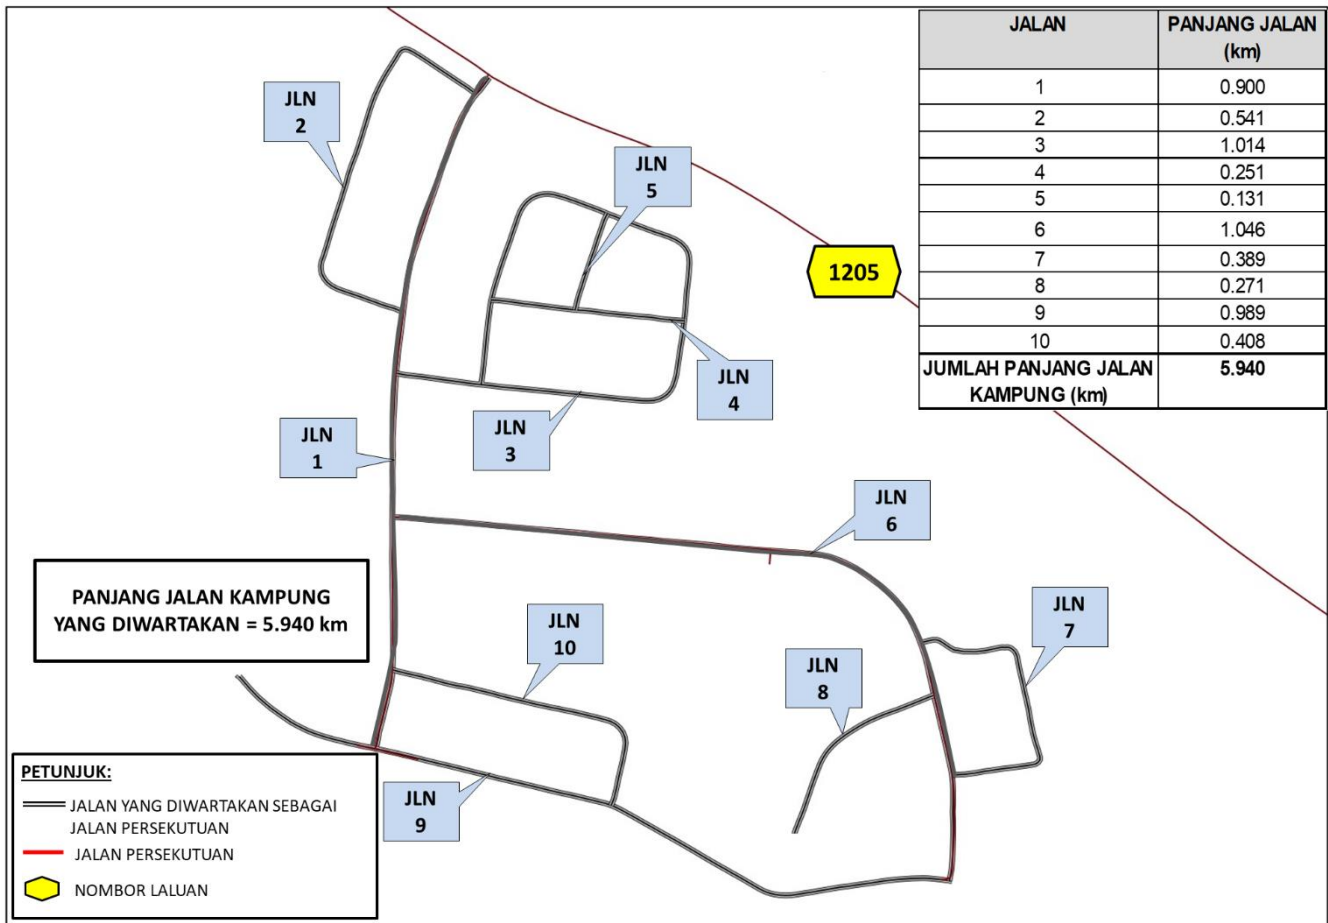 JALAN PANJANG JALAN (km)
1 0.900
2 0.541
3 1.014
4 0.251
5 0.131
6 1.046
7 0.389
8 0.271
9 0.989
10 0.408
JUMLAH PANJANG JALAN KAMPUNG (km) 5.940
JLN
2
JLN
5
1205
JLN
4
JLN
3
JLN
1
JLN
6
PANJANG JALAN KAMPUNG
YANG DIWARTAKAN = 5.940 km
JLN
10
JLN
7
JLN
8
JLN
9
PETUNJUK:
JALAN YANG DIWARTAKAN SEBAGAI
JALAN PERSEKUTUAN
JALAN PERSEKUTUAN
NOMBOR LALUAN